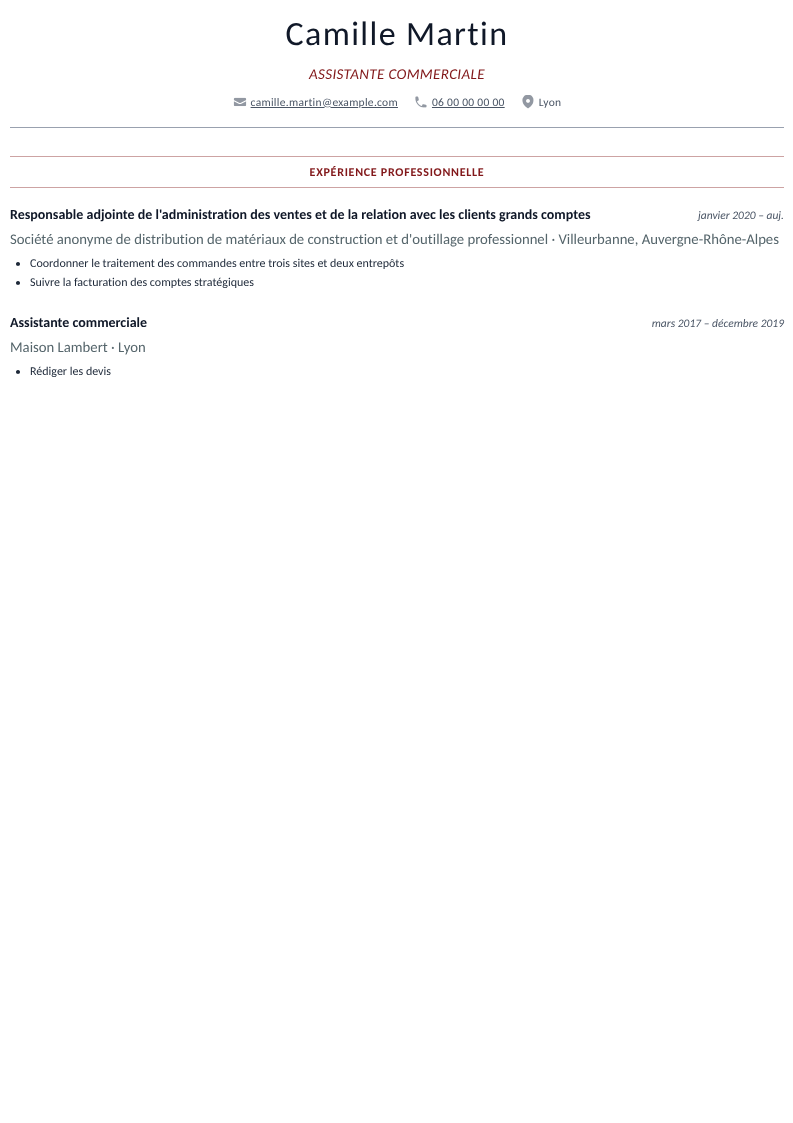 Camille Martin
ASSISTANTE COMMERCIALE
camille.martin@example.com 06 00 00 00 00 Lyon
EXPÉRIENCE PROFESSIONNELLE
Responsable adjointe de l'administration des ventes et de la relation avec les clients grands comptes janvier 2020 – auj.
Société anonyme de distribution de matériaux de construction et d'outillage professionnel · Villeurbanne, Auvergne-Rhône-Alpes
• Coordonner le traitement des commandes entre trois sites et deux entrepôts
• Suivre la facturation des comptes stratégiques
Assistante commerciale mars 2017 – décembre 2019
Maison Lambert · Lyon
• Rédiger les devis